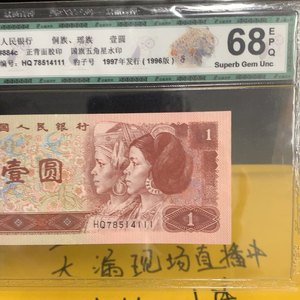 人民银行 侗族、瑶族 壹圆
884c 正背面胶印 国旗五角星水印
编号: HQ 78514111 豹子号 1997年发行 (1996版)
68 EPQ
Superb Gem Unc
国人民银行
壹圆
1
HQ78514111
1
大漏现场直播中